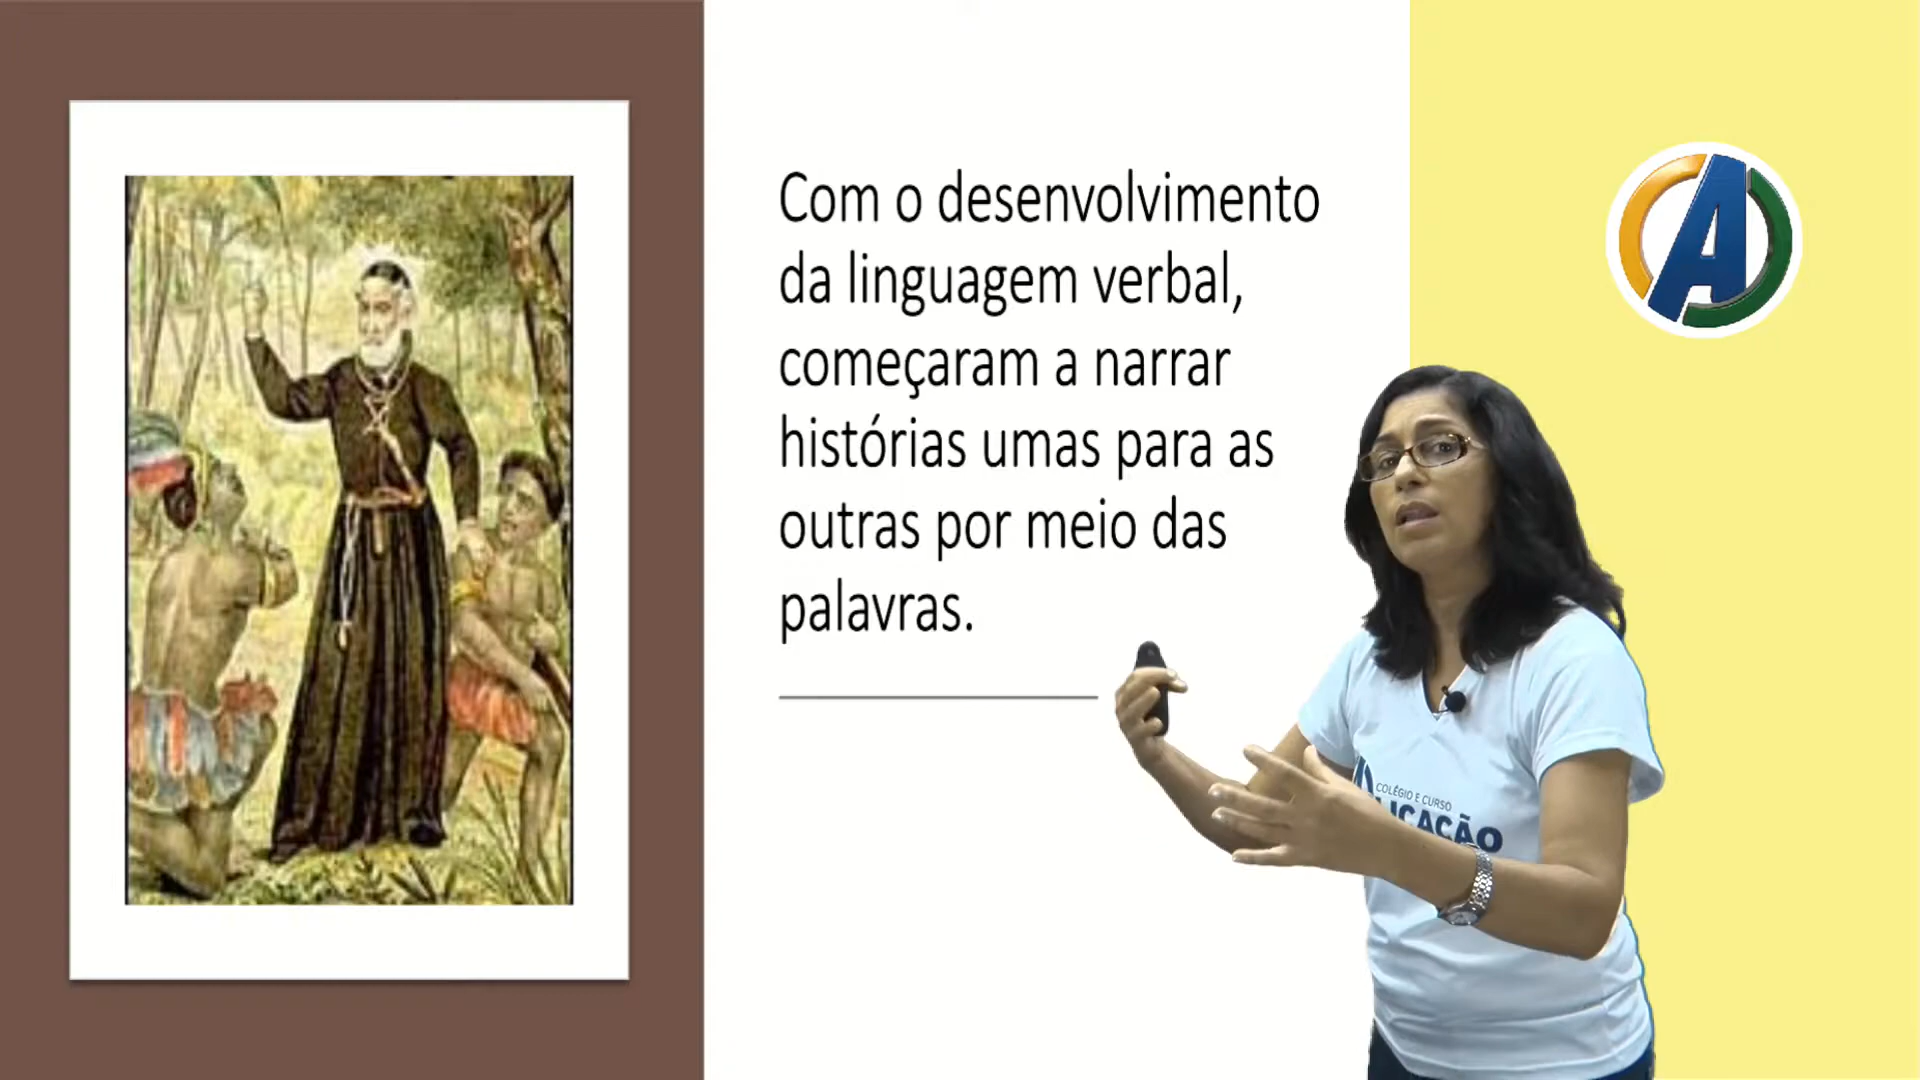 Com o desenvolvimento
da linguagem verbal,
começaram a narrar
histórias umas para as
outras por meio das
palavras.
A
COLÉGIO E CURSO